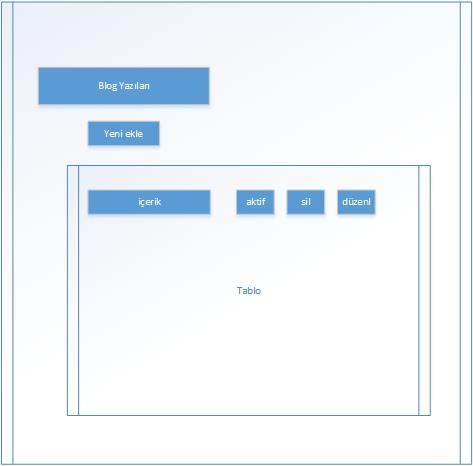 Blog Yazıları
Yeni ekle
içerik aktif sil düzenl
Tablo